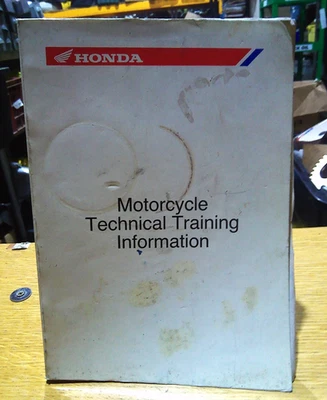 HONDA
Motorcycle
Technical Training
Information